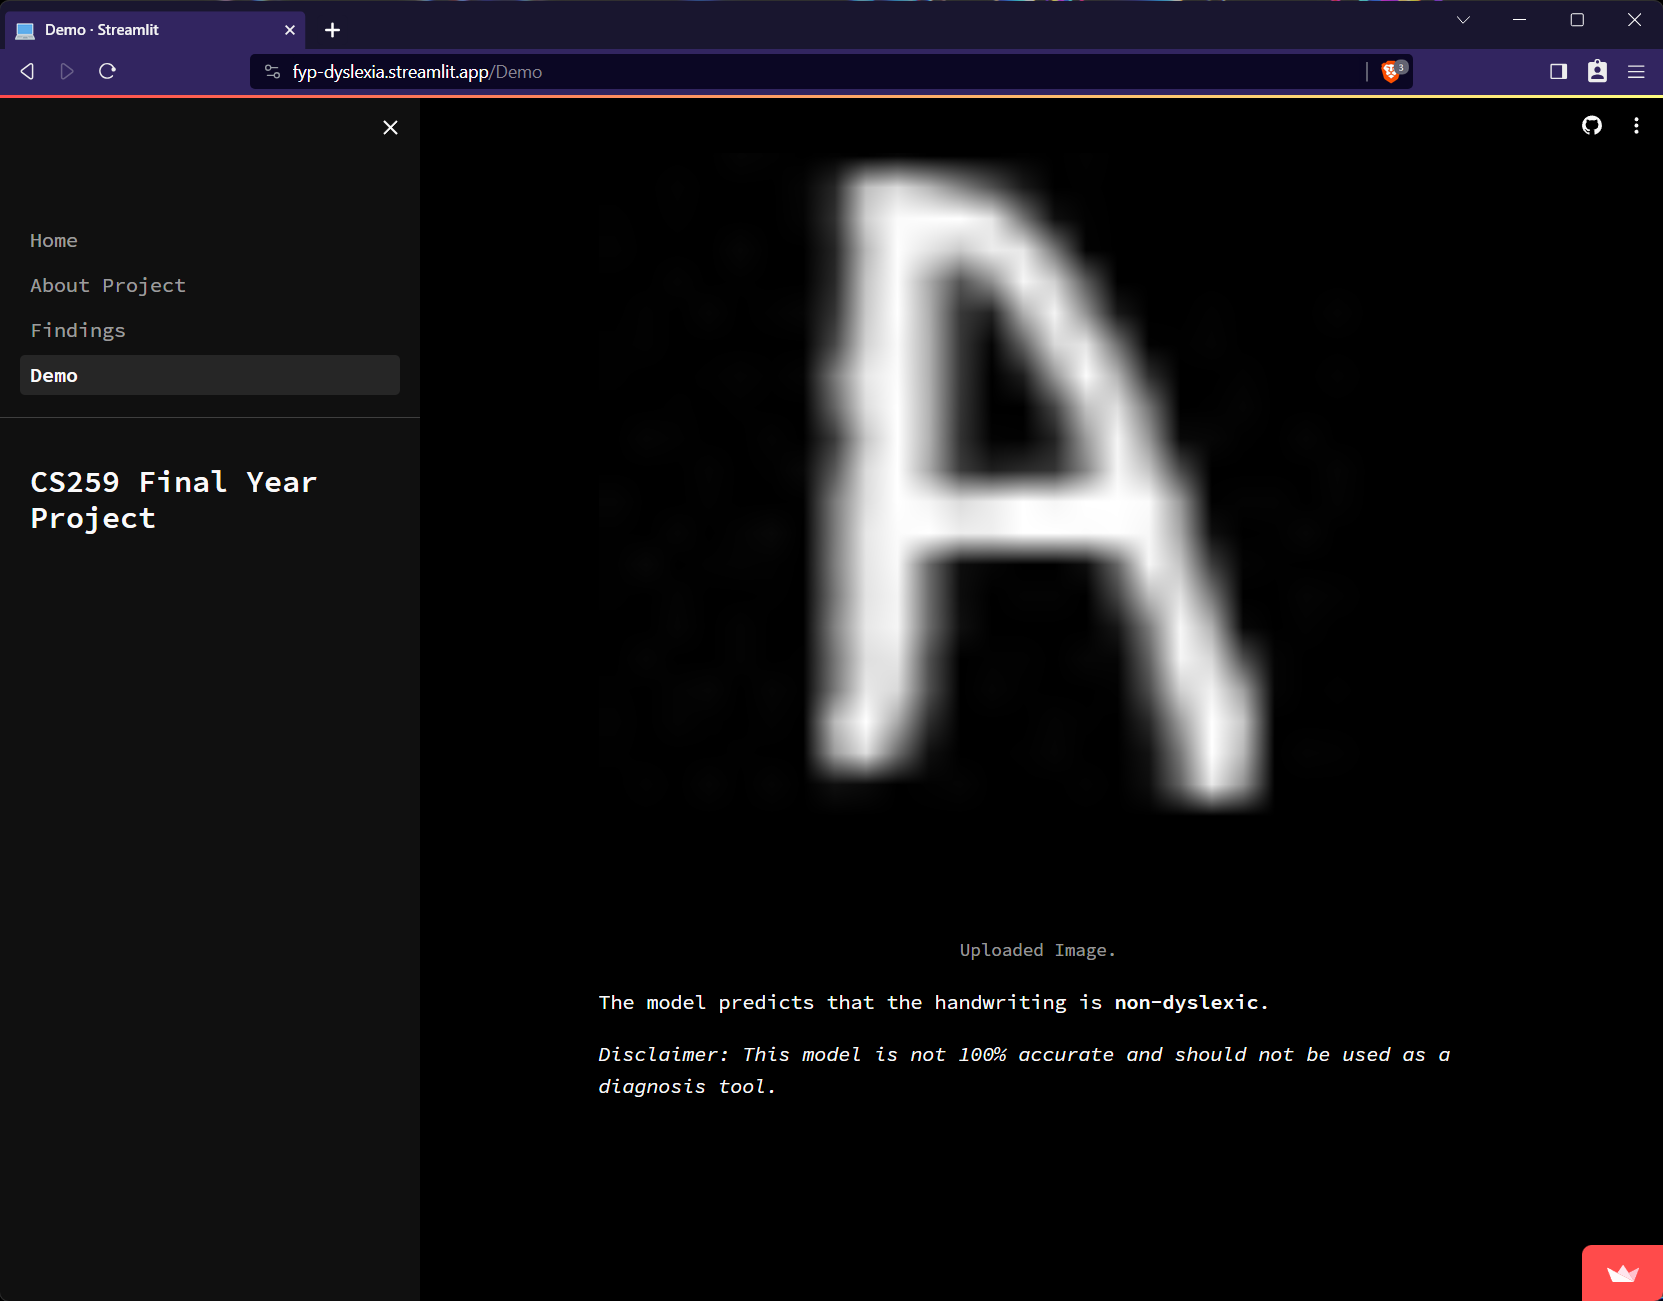 Demo · Streamlit
fyp-dyslexia.streamlit.app/Demo
3
Home
About Project
Findings
Demo
CS259 Final Year
Project
A
Uploaded Image.
The model predicts that the handwriting is non-dyslexic.
Disclaimer: This model is not 100% accurate and should not be used as a
diagnosis tool.